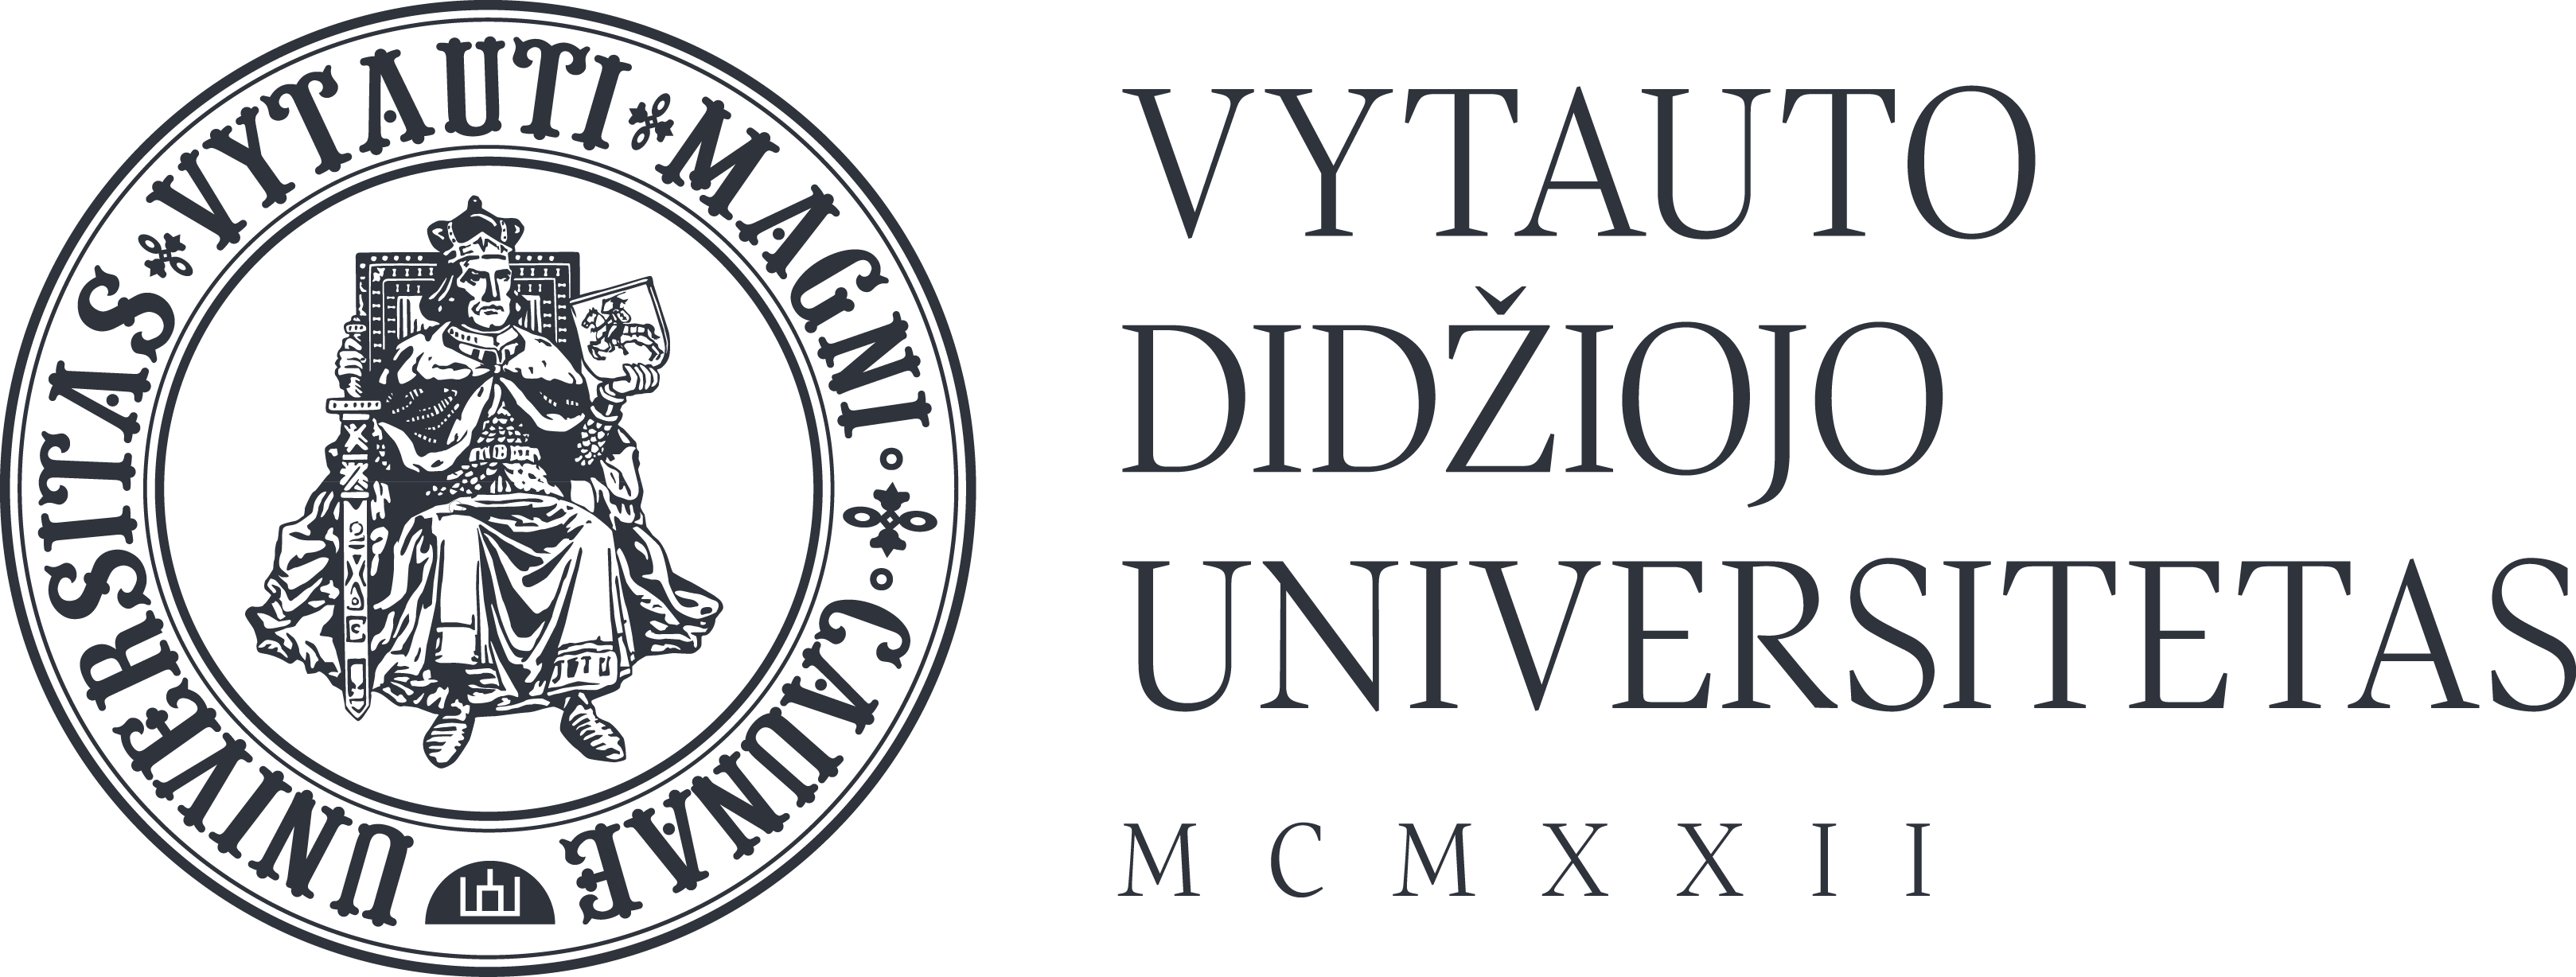 UNIVERSITAS VYTAUTI MAGNI CAUNAE
VYTAUTO
DIDŽIOJO
UNIVERSITETAS
MCMXXII